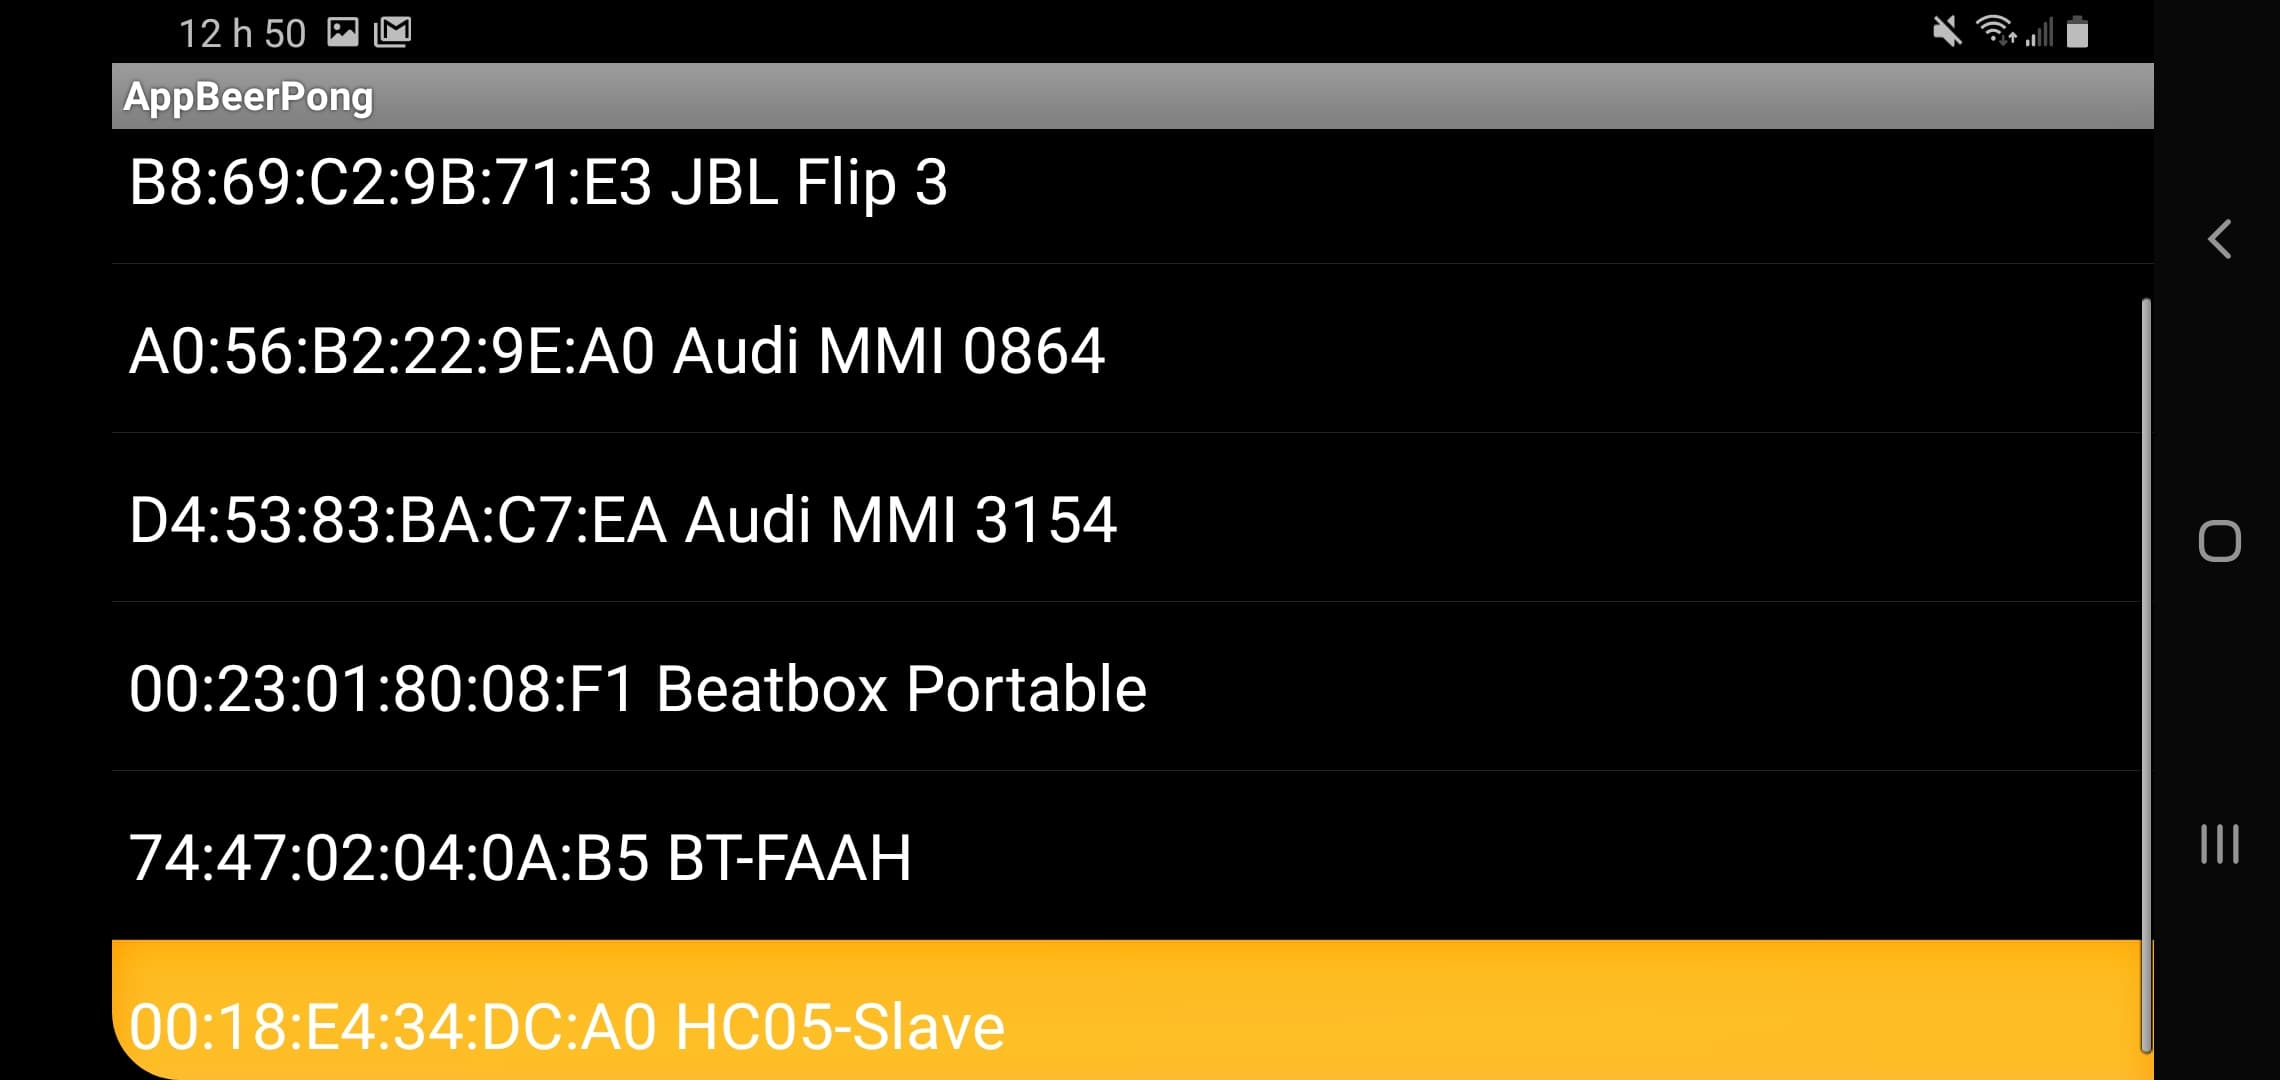 12 h 50
AppBeerPong
B8:69:C2:9B:71:E3 JBL Flip 3
A0:56:B2:22:9E:A0 Audi MMI 0864
D4:53:83:BA:C7:EA Audi MMI 3154
00:23:01:80:08:F1 Beatbox Portable
74:47:02:04:0A:B5 BT-FAAH
00:18:E4:34:DC:A0 HC05-Slave